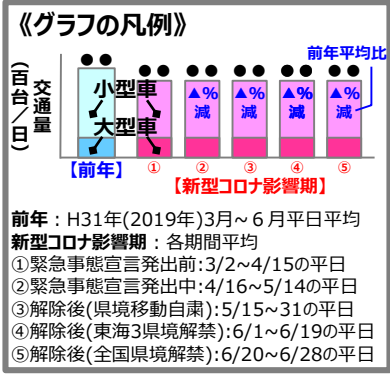 《グラフの凡例》
前年平均比
(百台/日)
交通量
●● ●● ●● ●● ●● ●●
小型車
大型車
▲%減 ▲%減 ▲%減 ▲%減
【前年】 ① ② ③ ④ ⑤
【新型コロナ影響期】
前年：H31年(2019年)3月~６月平日平均
新型コロナ影響期：各期間平均
①緊急事態宣言発出前:3/2~4/15の平日
②緊急事態宣言発出中:4/16~5/14の平日
③解除後(県境移動自粛):5/15~31の平日
④解除後(東海3県境解禁):6/1~6/19の平日
⑤解除後(全国県境解禁):6/20~6/28の平日